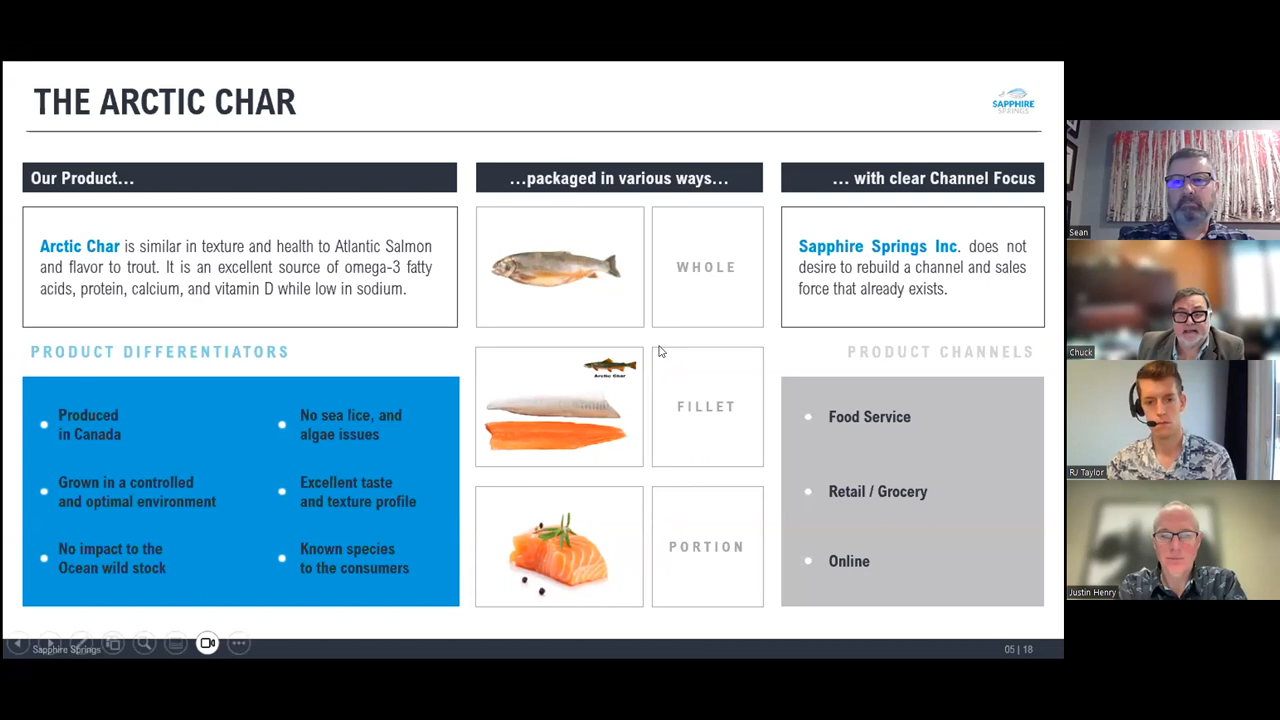 THE ARCTIC CHAR
SAPPHIRE
SPRINGS
Our Product...
Arctic Char is similar in texture and health to Atlantic Salmon
and flavor to trout. It is an excellent source of omega-3 fatty
acids, protein, calcium, and vitamin D while low in sodium.
PRODUCT DIFFERENTIATORS
Produced
in Canada
Grown in a controlled
and optimal environment
No impact to the
Ocean wild stock
No sea lice, and
algae issues
Excellent taste
and texture profile
Known species
to the consumers
...packaged in various ways...
WHOLE
Arctic Char
FILLET
PORTION
... with clear Channel Focus
Sapphire Springs Inc. does not
desire to rebuild a channel and sales
force that already exists.
PRODUCT CHANNELS
Food Service
Retail / Grocery
Online
Sapphire Springs
05 | 18
Sean
Chuck
RJ Taylor
Justin Henry